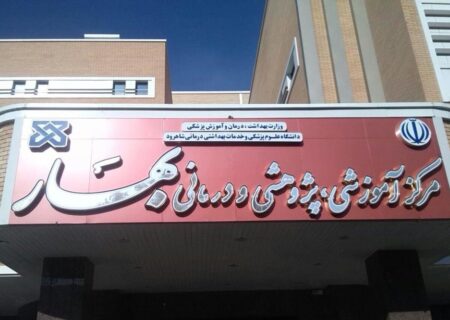 وزارت بهداشت، درمان و آموزش پزشکی
دانشگاه علوم پزشکی و خدمات بهداشتی درمانی شاهرود
مرکز آموزشی، پژوهشی و درمانی بهار